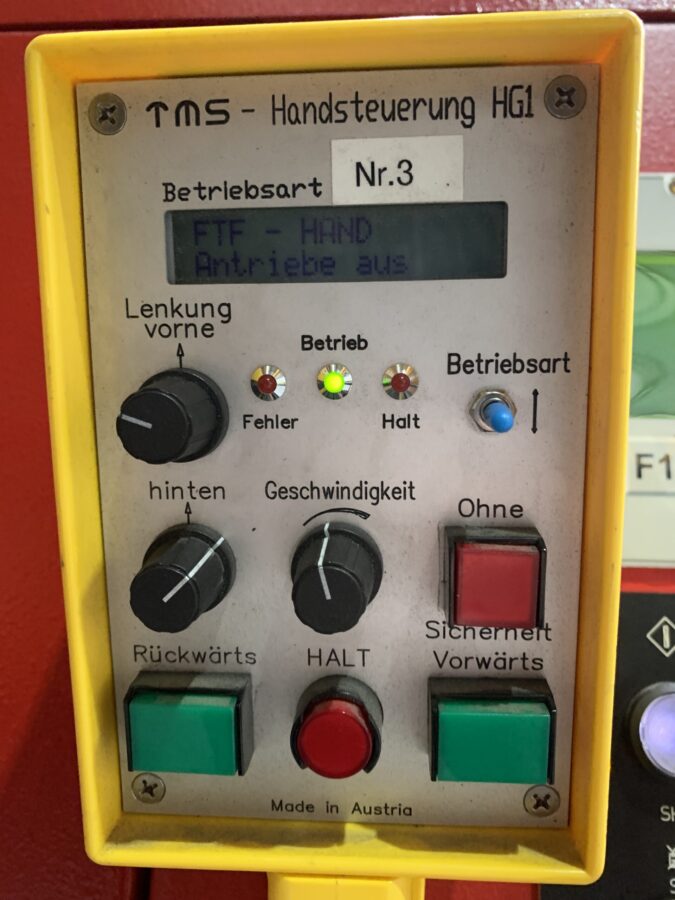 TMS - Handsteuerung HG1
Nr.3
Betriebsart
FTF - HAND
Antriebe aus
Lenkung
vorne
Betrieb
Betriebsart
Fehler
Halt
hinten
Geschwindigkeit
Ohne
Sicherheit
Rückwärts
HALT
Vorwärts
Made in Austria
F1